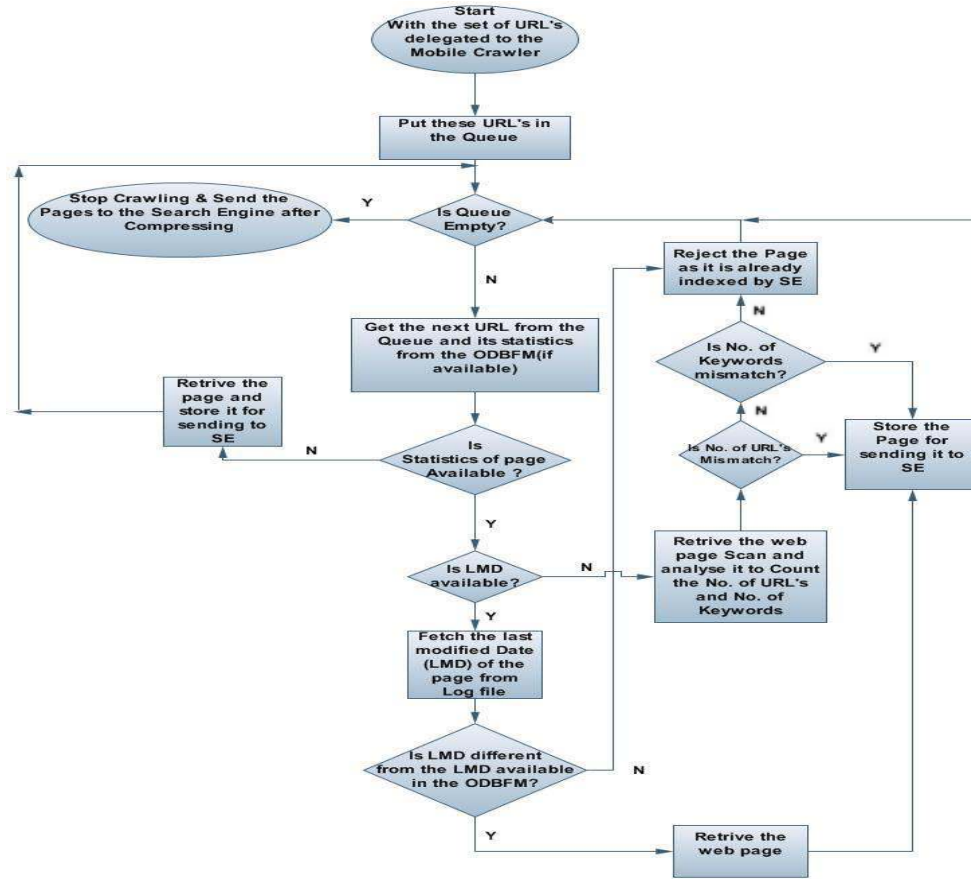 Start
With the set of URL's
delegated to the
Mobile Crawler
Put these URL's in
the Queue
Stop Crawling & Send the
Pages to the Search Engine after
Compressing
Y
Is Queue
Empty?
N
Reject the Page
as it is already
indexed by SE
N
Get the next URL from the
Queue and its statistics
from the ODBFM(if
available)
Is No. of
Keywords
mismatch?
Y
Retrive the
page and
store it for
sending to
SE
N
Is
Statistics of page
Available ?
N
Is No. of URL's
Mismatch?
Y
Store the
Page for
sending it to
SE
Y
Is LMD
available?
N
Retrive the web
page Scan and
analyse it to Count
the No. of URL's
and No. of
Keywords
Y
Fetch the last
modified Date
(LMD) of the
page from
Log file
Is LMD different
from the LMD available
in the ODBFM?
N
Y
Retrive the
web page